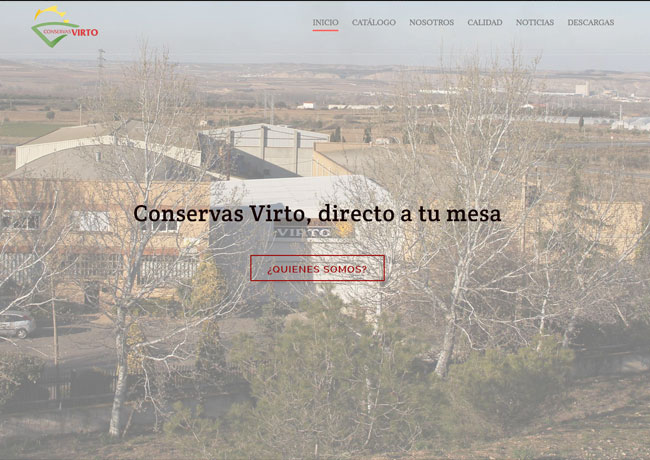 CONSERVAS VIRTO
INICIO CATÁLOGO NOSOTROS CALIDAD NOTICIAS DESCARGAS
Conservas Virto, directo a tu mesa
VIRTO
¿QUIENES SOMOS?